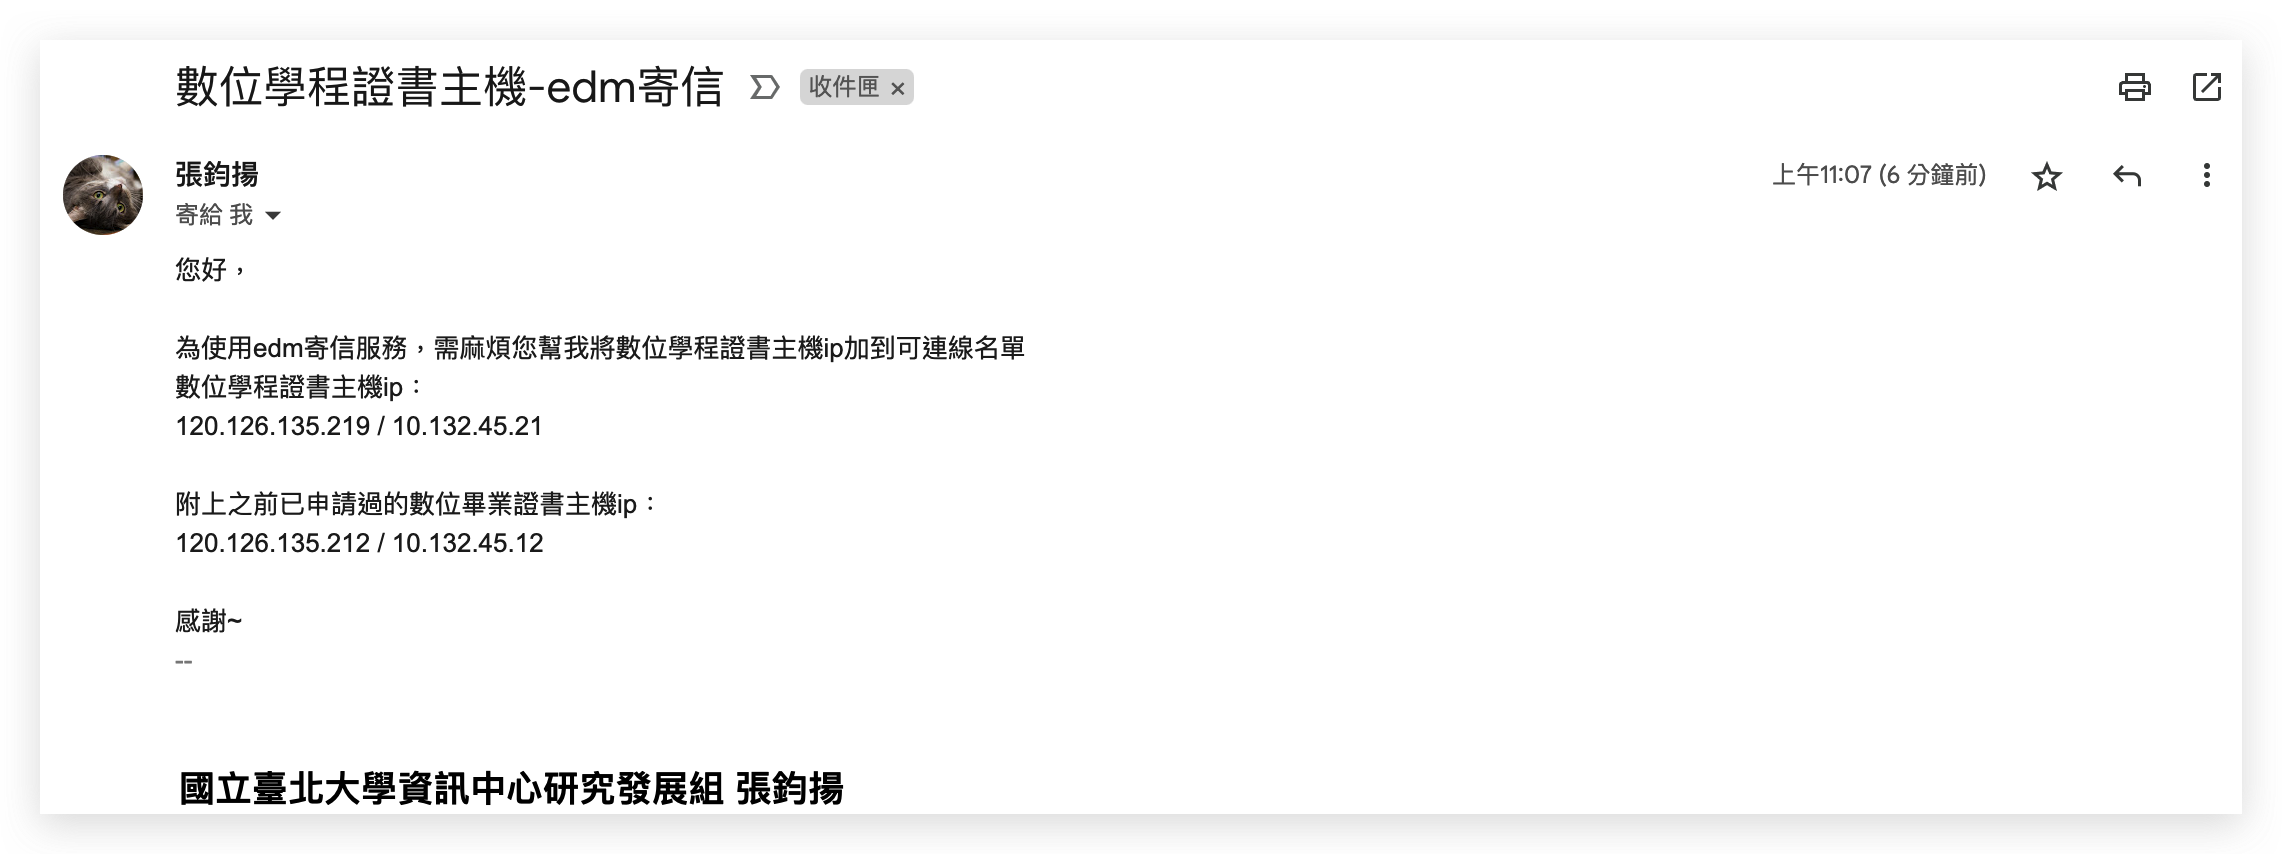 數位學程證書主機-edm寄信 收件匣 ×
張鈞揚 上午11:07 (6 分鐘前)
寄給 我
您好，
為使用edm寄信服務，需麻煩您幫我將數位學程證書主機ip加到可連線名單
數位學程證書主機ip：
120.126.135.219 / 10.132.45.21
附上之前已申請過的數位畢業證書主機ip：
120.126.135.212 / 10.132.45.12
感謝~
--
國立臺北大學資訊中心研究發展組 張鈞揚